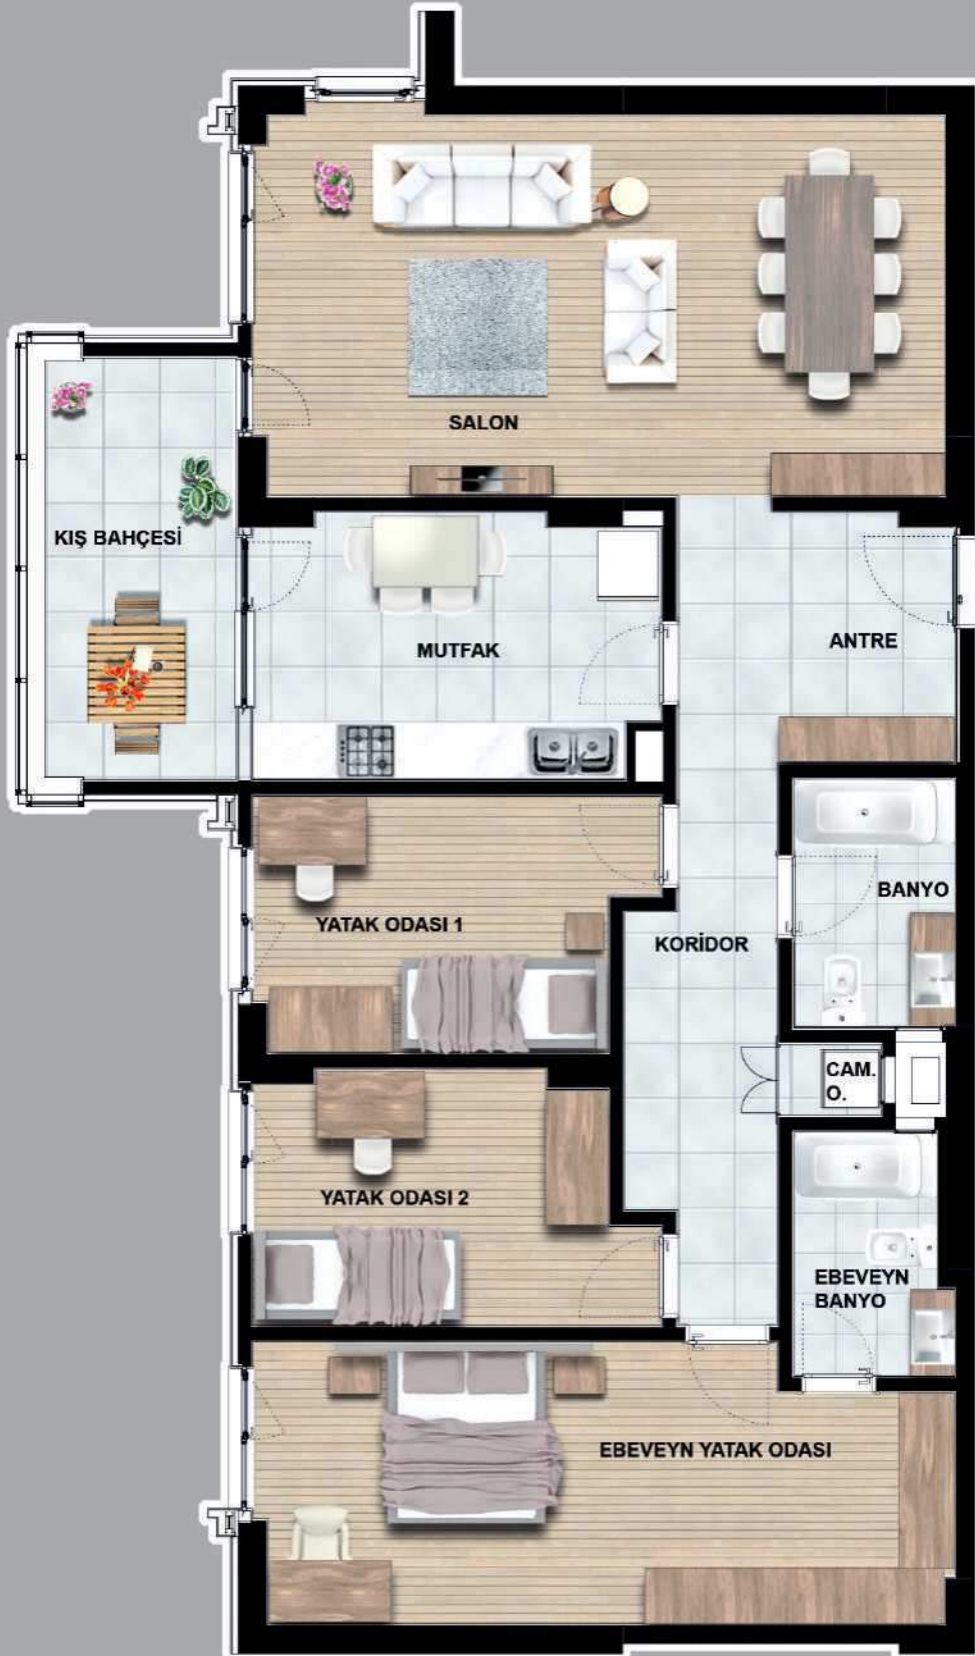 SALON
KIŞ BAHÇESİ
MUTFAK
ANTRE
BANYO
YATAK ODASI 1
KORİDOR
CAM.
O.
YATAK ODASI 2
EBEVEYN
BANYO
EBEVEYN YATAK ODASI